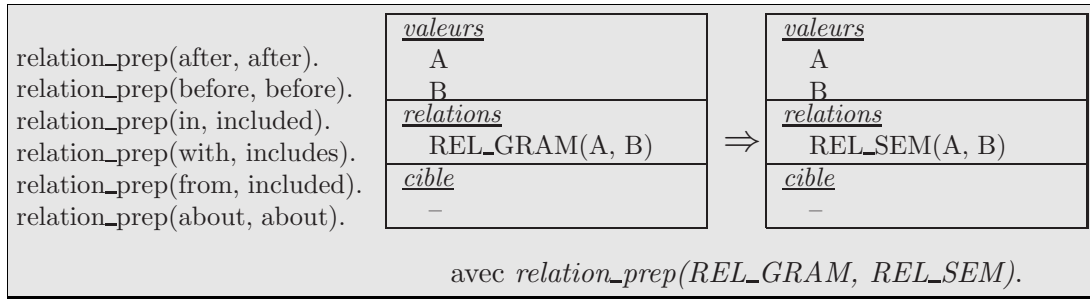 relation_prep(after, after).
relation_prep(before, before).
relation_prep(in, included).
relation_prep(with, includes).
relation_prep(from, included).
relation_prep(about, about).
valeurs
A
B
relations
REL_GRAM(A, B)
cible
–
⇒
valeurs
A
B
relations
REL_SEM(A, B)
cible
–
avec relation_prep(REL_GRAM, REL_SEM).